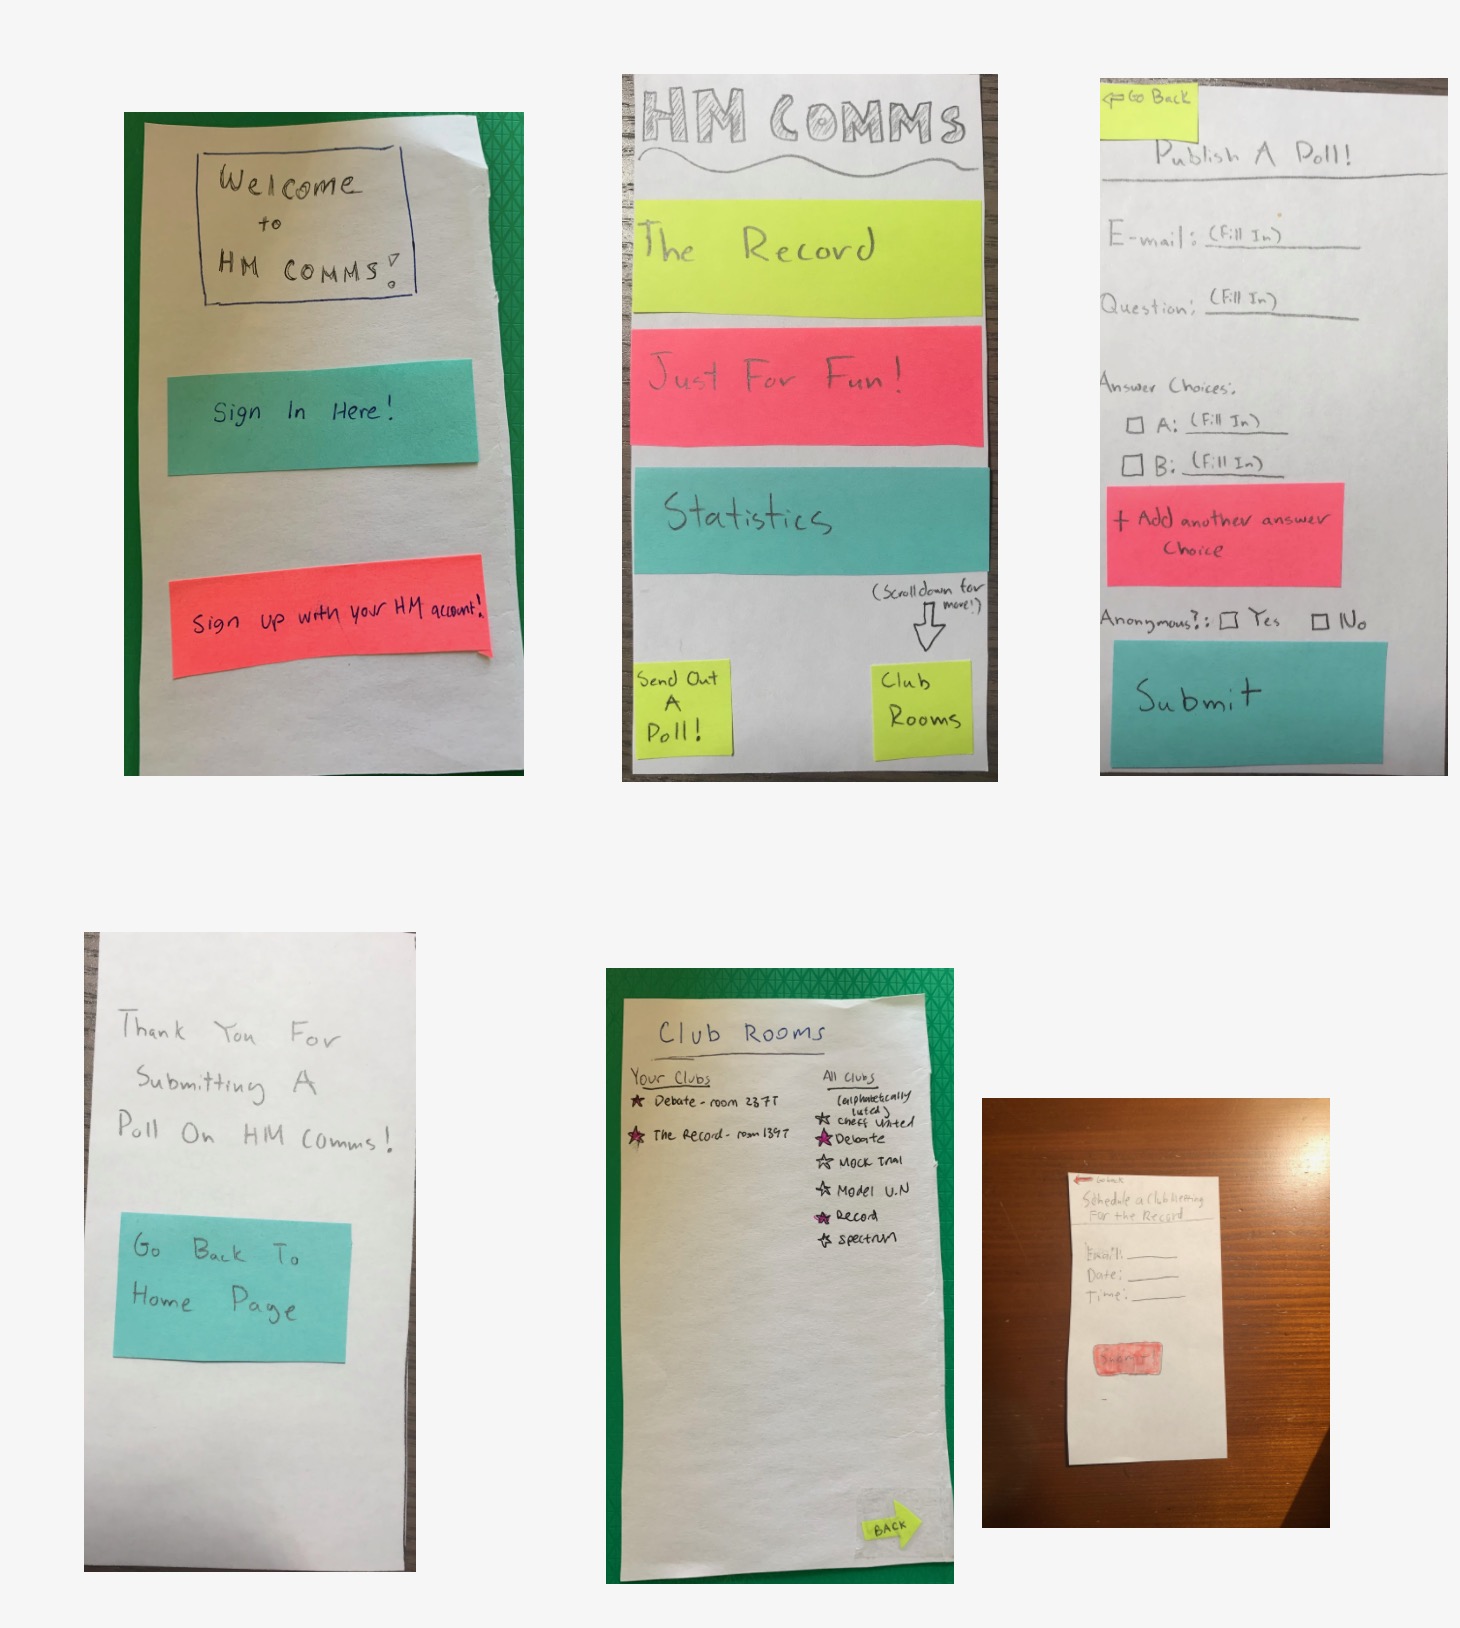 Welcome
to
HM COMMS!
Sign In Here!
Sign up with your HM account!
HM COMMS
The Record
Just For Fun!
Statistics
(Scroll down for
more!)
Send Out
A
Poll!
Club
Rooms
Go Back
Publish A Poll!
E-mail: (Fill In)
Question: (Fill In)
Answer Choices:
A: (Fill In)
B: (Fill In)
+ Add another answer
Choice
Anonymous?: Yes No
Submit
Thank You For
Submitting A
Poll On HM Comms!
Go Back To
Home Page
Club Rooms
Your Clubs
Debate - room 237T
The Record - room 139T
All Clubs
(alphabetically
listed)
United
Debate
Mock Trial
Model U.N
Record
Spectrum
BACK
Go back
Schedule a Club Meeting
For the Record
Email:
Date:
Time:
Submit